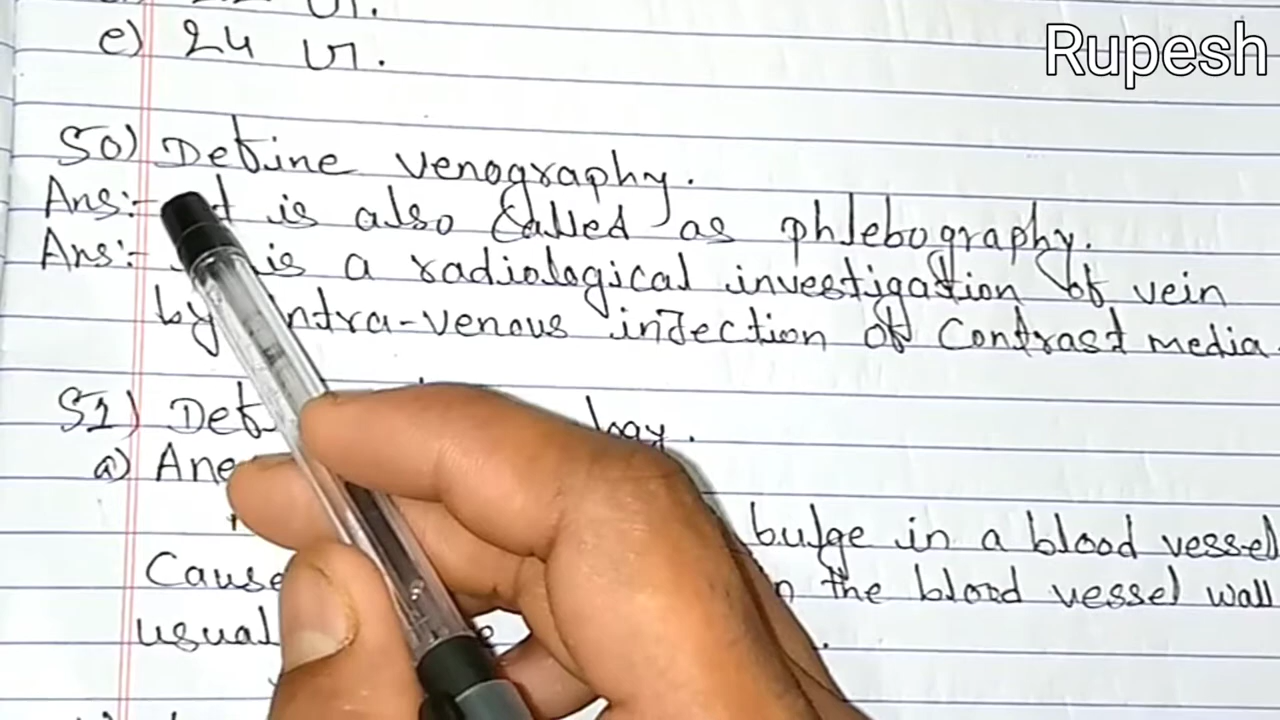 Rupesh
e) 24
50) Define venography.
Ans:- It is also called as phlebography.
Ans:- is a radiological investigation of vein
by intra-venous injection of contrast media.
51) Def
a) Ane
bulge in a blood vessel
Cause the blood vessel wall
usual